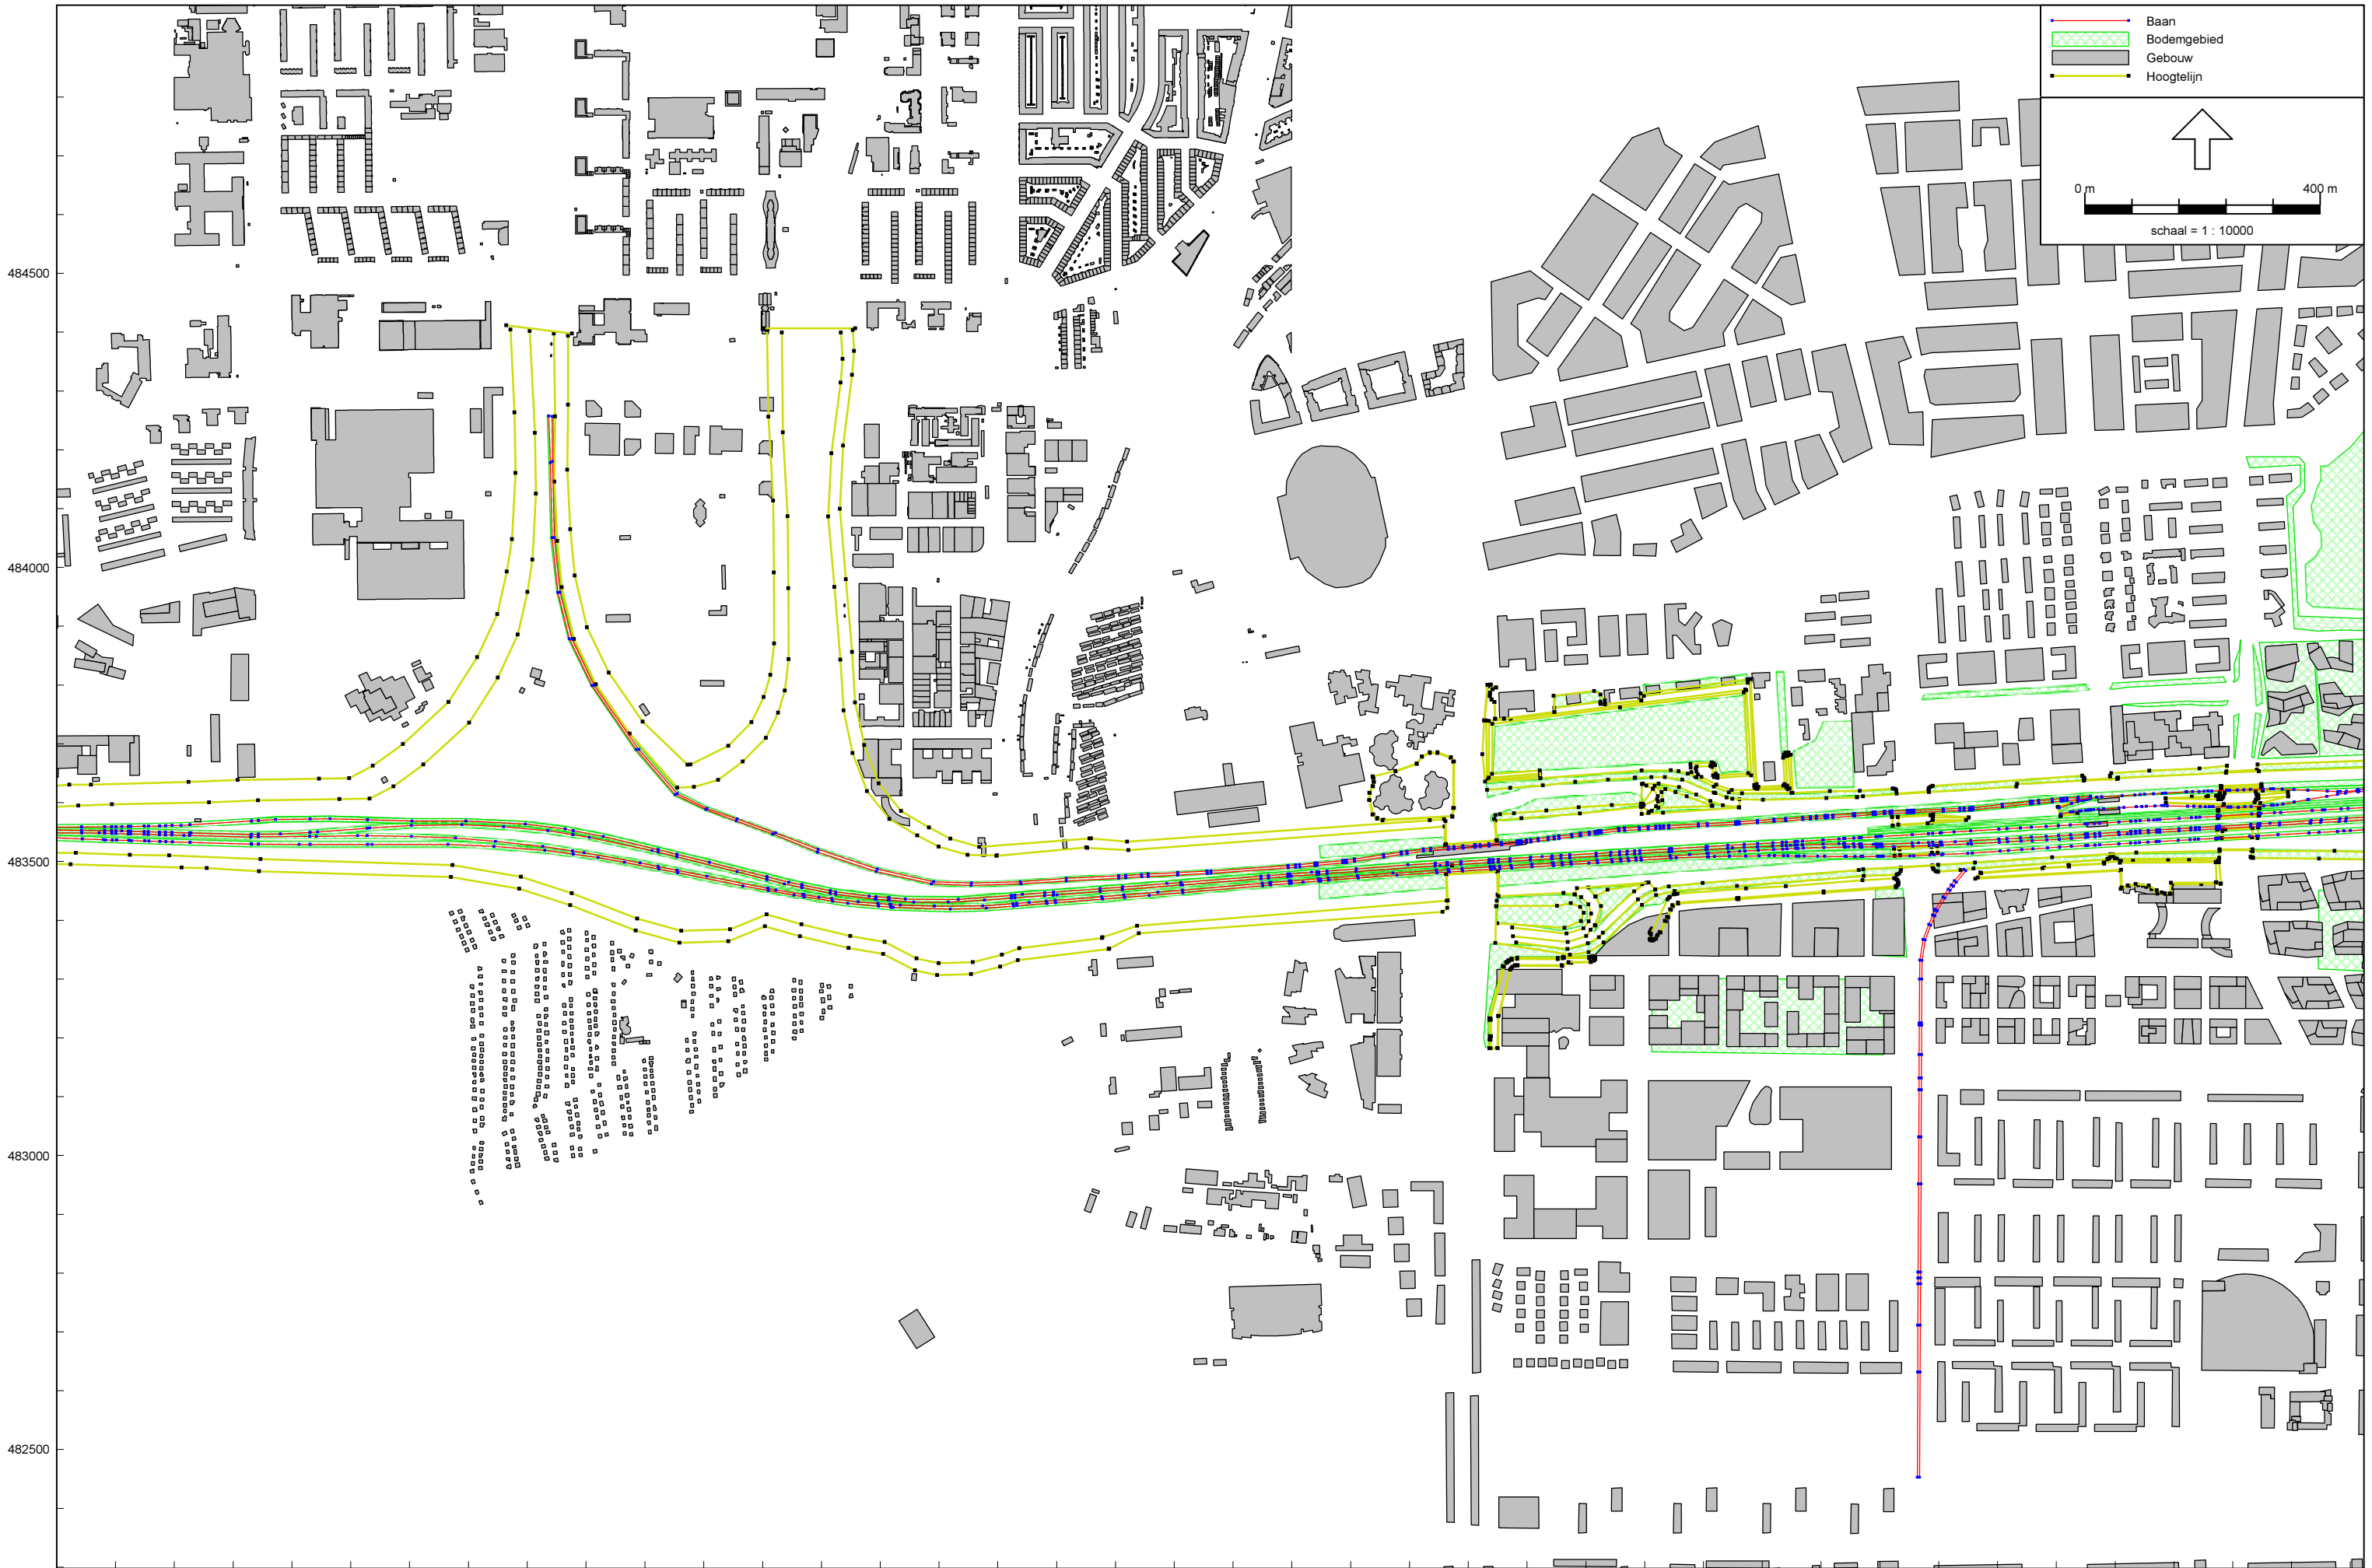 Baan
Bodemgebied
Gebouw
Hoogtelijn
0 m 400 m
schaal = 1 : 10000
484500
484000
483500
483000
482500